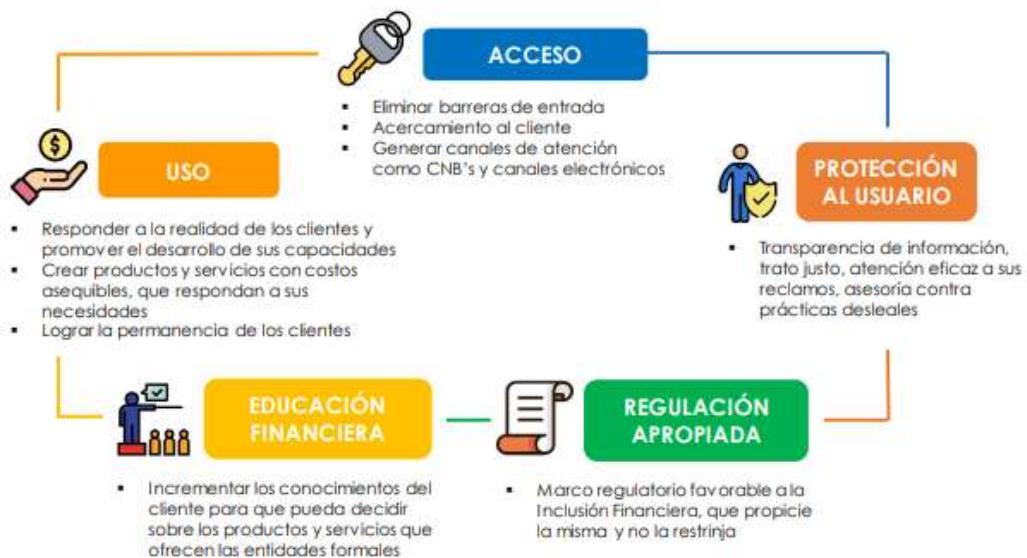 ACCESO
▪ Eliminar barreras de entrada
▪ Acercamiento al cliente
▪ Generar canales de atención
como CNB's y canales electrónicos
$
USO
▪ Responder a la realidad de los clientes y
promover el desarrollo de sus capacidades
▪ Crear productos y servicios con costos
asequibles, que respondan a sus
necesidades
▪ Lograr la permanencia de los clientes
PROTECCIÓN
AL USUARIO
▪ Transparencia de información,
trato justo, atención eficaz a sus
reclamos, asesoría contra
prácticas desleales
EDUCACIÓN
FINANCIERA
▪ Incrementar los conocimientos del
cliente para que pueda decidir
sobre los productos y servicios que
ofrecen las entidades formales
REGULACIÓN
APROPIADA
▪ Marco regulatorio favorable a la
Inclusión Financiera, que propicie
la misma y no la restrinja